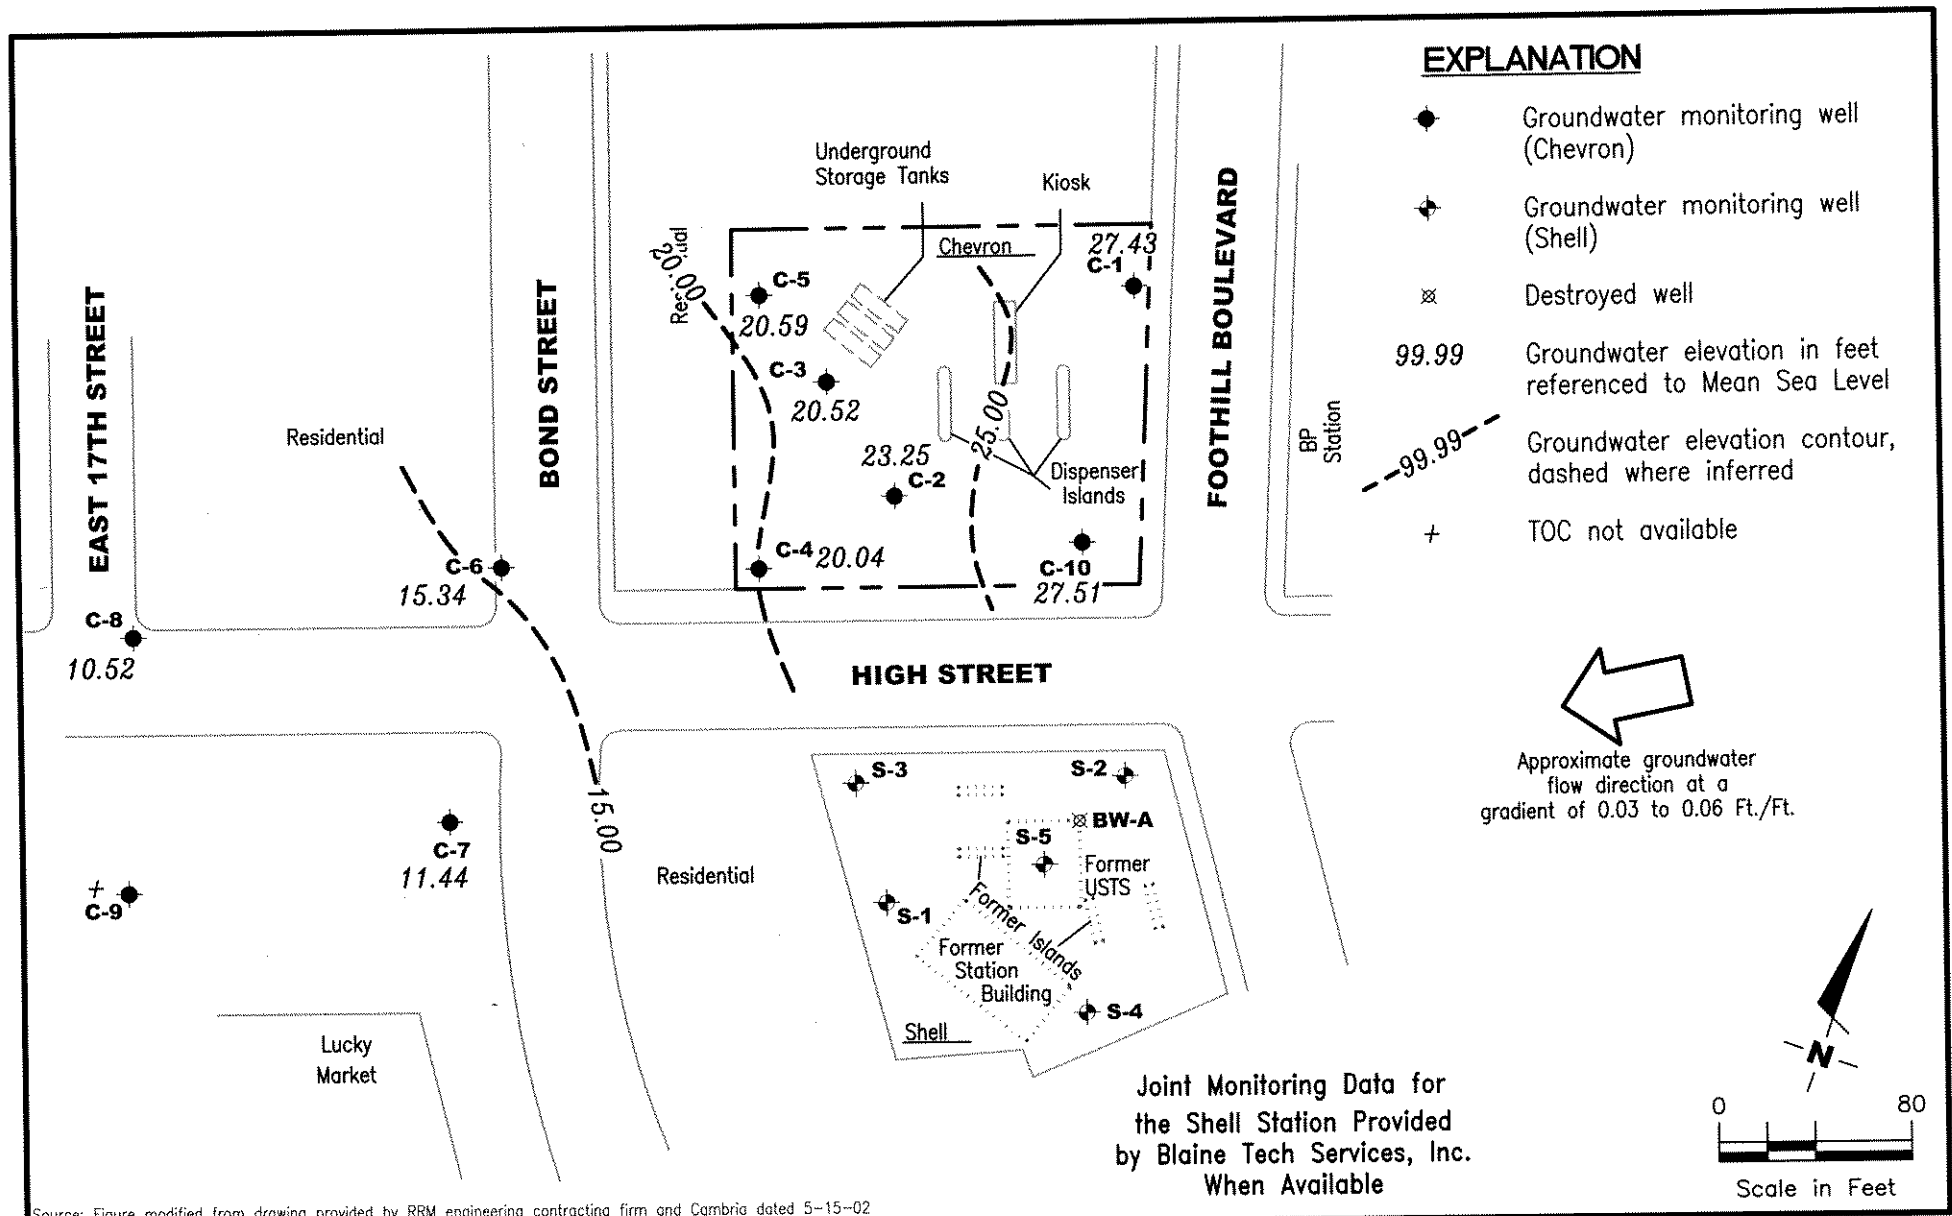 EXPLANATION
Groundwater monitoring well
(Chevron)
Groundwater monitoring well
(Shell)
Destroyed well
99.99
Groundwater elevation in feet
referenced to Mean Sea Level
99.99
Groundwater elevation contour,
dashed where inferred
+
TOC not available
Underground
Storage Tanks
Kiosk
Chevron
27.43
C-1
20.00
Residential
C-5
20.59
C-3
20.52
23.25
C-2
25.00
Dispenser
Islands
C-4
20.04
C-10
27.51
EAST 17TH STREET
BOND STREET
FOOTHILL BOULEVARD
BP
Station
Residential
C-6
15.34
C-8
10.52
HIGH STREET
Approximate groundwater
flow direction at a
gradient of 0.03 to 0.06 Ft./Ft.
S-3
S-2
BW-A
S-5
Former
USTS
15.00
C-7
11.44
Residential
+
C-9
S-1
Former Islands
Former
Station
Building
S-4
Shell
Lucky
Market
N
Joint Monitoring Data for
the Shell Station Provided
by Blaine Tech Services, Inc.
When Available
0 80
Scale in Feet
Source: Figure modified from drawing provided by RRM engineering contracting firm and Cambria dated 5-15-02